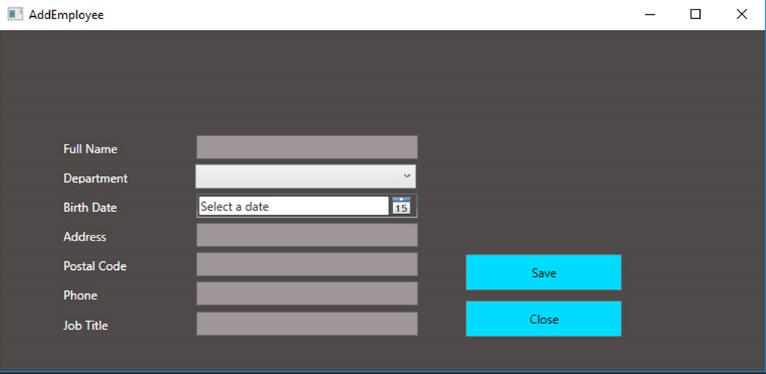 AddEmployee
Full Name
Department
Birth Date
Select a date
15
Address
Postal Code
Phone
Job Title
Save
Close